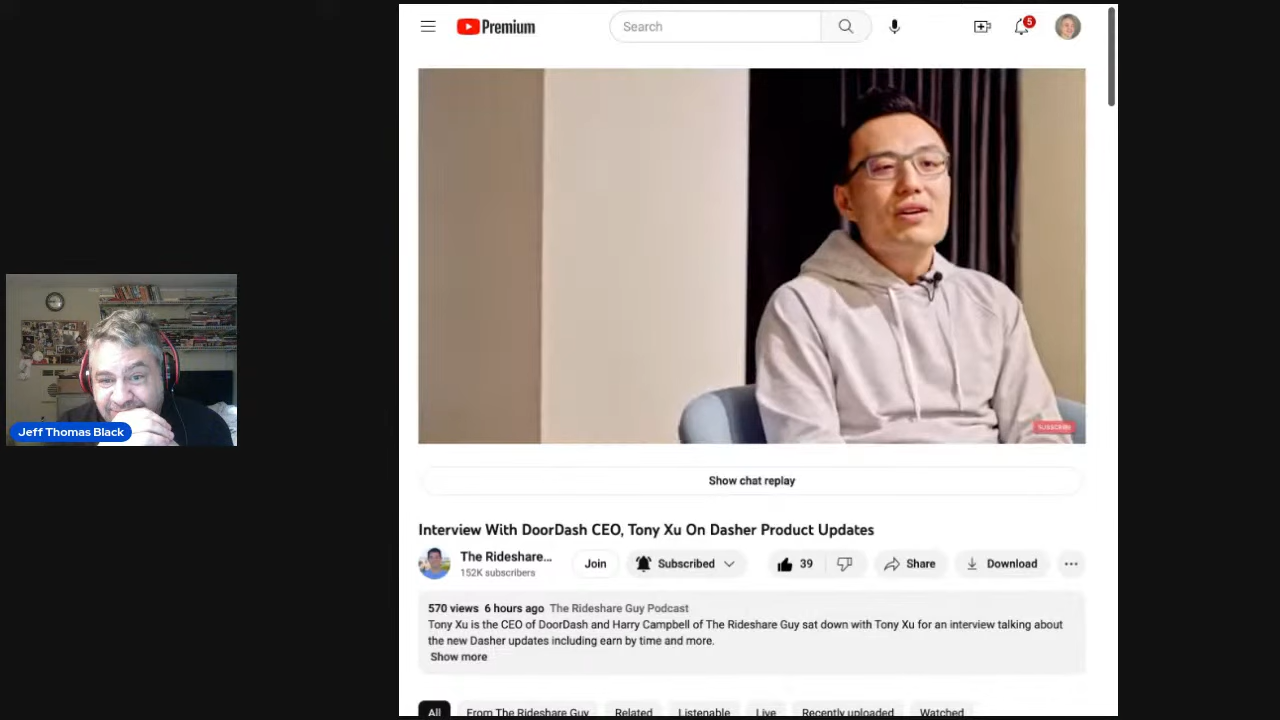 Premium
Search
5
SUBSCRIBE
Show chat replay
Interview With DoorDash CEO, Tony Xu On Dasher Product Updates
The Rideshare...
152K subscribers
Join
Subscribed
39
Share
Download
570 views 6 hours ago The Rideshare Guy Podcast
Tony Xu is the CEO of DoorDash and Harry Campbell of The Rideshare Guy sat down with Tony Xu for an interview talking about
the new Dasher updates including earn by time and more.
Show more
All From The Rideshare Guy Related Listenable Live Recently uploaded Watched
Jeff Thomas Black